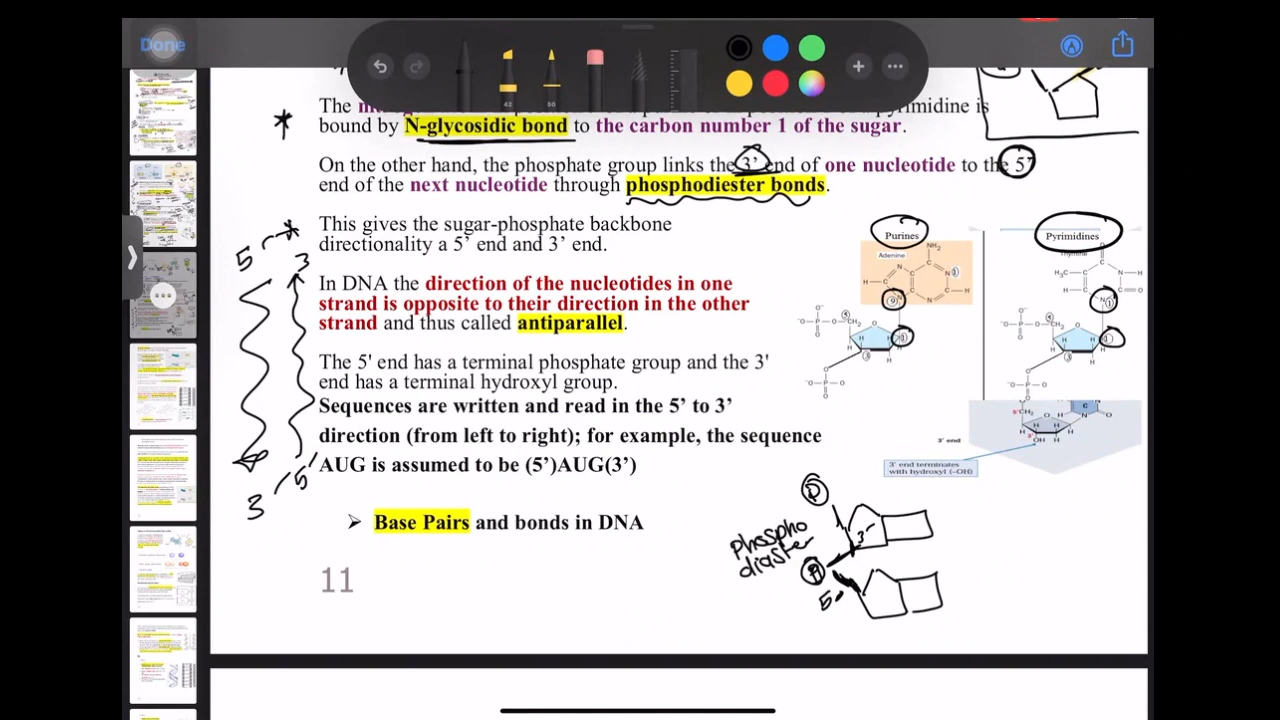 Done
42 50
The
bound by N-glycosidic bond the carbon number 1 of the sugar.
On the other hand, the phosphate group links the 3' end of nucleotide to the 5'
end of the next nucleotide through phosphodiester bonds.
This gives the sugar-phosphate backbone
directionality a 5' end and 3' end.
In DNA the direction of the nucleotides in one
strand is opposite to their direction in the other
strand and thus called antiparallel.
The 5' end has a terminal phosphate group and the 3'
end has a terminal hydroxyl group.
Sequences are written and read in the 5' to 3'
direction to right); for example, the sequence
is assumed to be
Base Pairs and bonds in DNA
11
5 3
3 5
Purines
Adenine
NH₂
Pyrimidines
3' end
3' end terminates
with hydroxyl (-OH)
P
3
phospho
diester
P
5